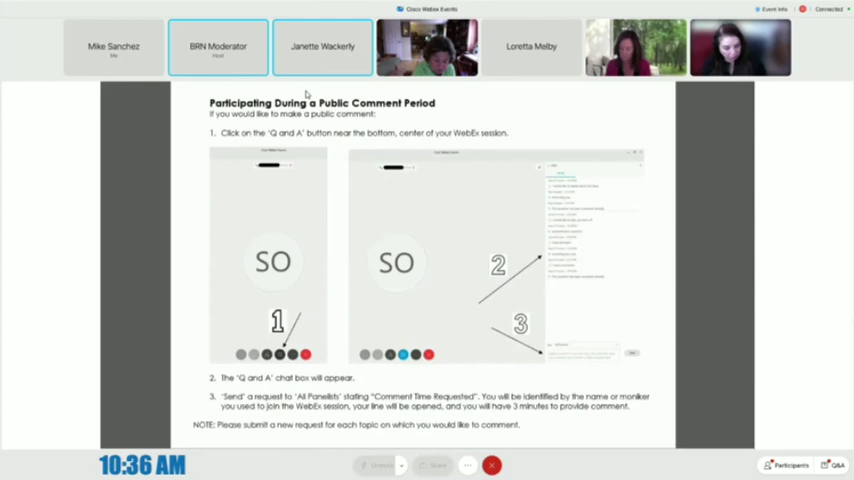 Cisco Webex Events
Event Info
Connected
Mike Sanchez
Me
BRN Moderator
Host
Janette Wackerly
Loretta Melby
Participating During a Public Comment Period
If you would like to make a public comment:
1. Click on the 'Q and A' button near the bottom, center of your WebEx session.
SO
SO
1
2
3
2. The 'Q and A' chat box will appear.
3. 'Send' a request to 'All Panelists' stating "Comment Time Requested". You will be identified by the name or moniker
you used to join the WebEx session, your line will be opened, and you will have 3 minutes to provide comment.
NOTE: Please submit a new request for each topic on which you would like to comment.
10:36 AM
Unmute
Share
Participants
Q&A